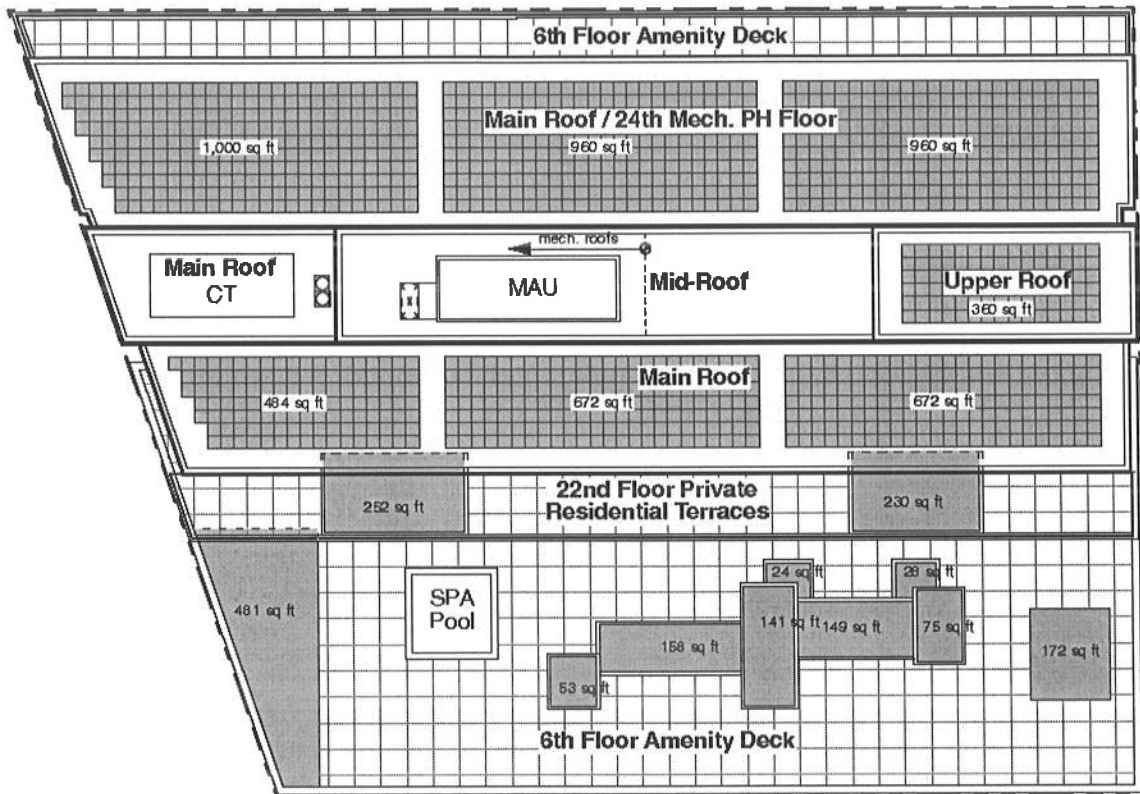 6th Floor Amenity Deck
Main Roof / 24th Mech. PH Floor
1,000 sq ft
960 sq ft
960 sq ft
mech. roofs
Main Roof
CT
MAU
Mid-Roof
Upper Roof
360 sq ft
Main Roof
484 sq ft
672 sq ft
672 sq ft
22nd Floor Private
Residential Terraces
252 sq ft
230 sq ft
24 sq ft
28 sq ft
481 sq ft
SPA
Pool
141 sq ft
149 sq ft
75 sq ft
158 sq ft
172 sq ft
53 sq ft
6th Floor Amenity Deck